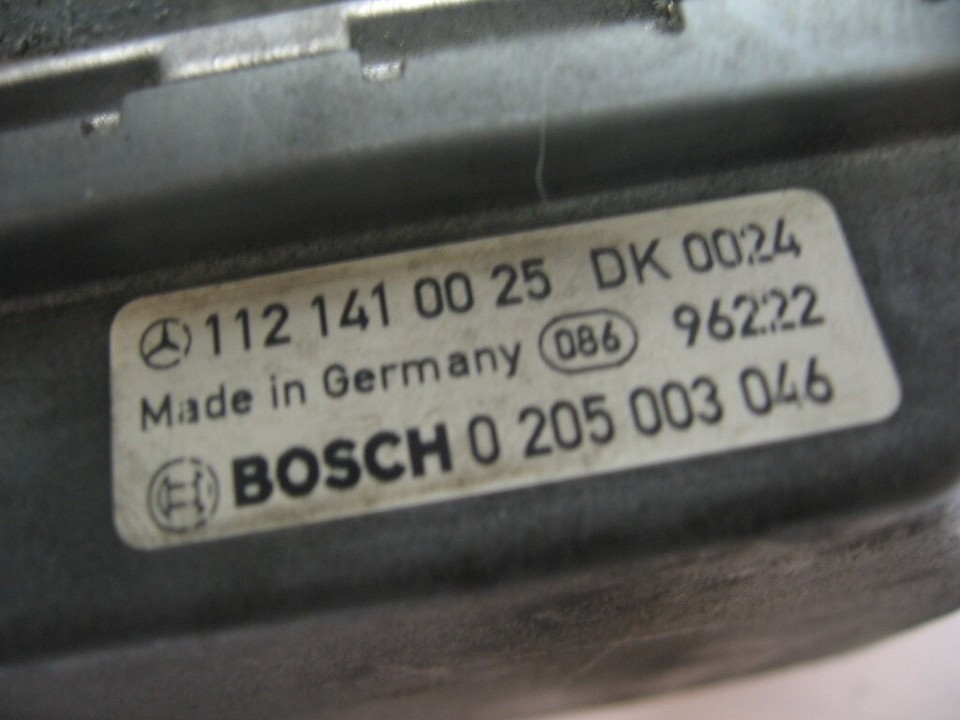 112 141 00 25 DK 0024
Made in Germany 086 96222
BOSCH 0 205 003 046